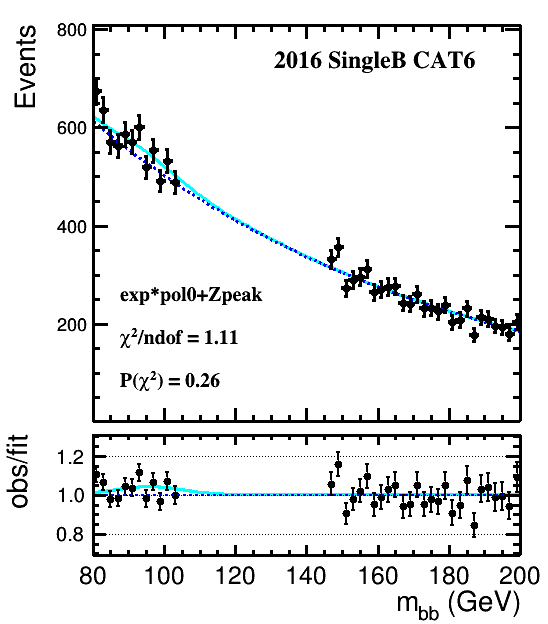 Events
800
600
400
200
2016 SingleB CAT6
exp*pol0+Zpeak
χ²/ndof = 1.11
P(χ²) = 0.26
obs/fit
1.2
1.0
0.8
80 100 120 140 160 180 200
m_bb (GeV)